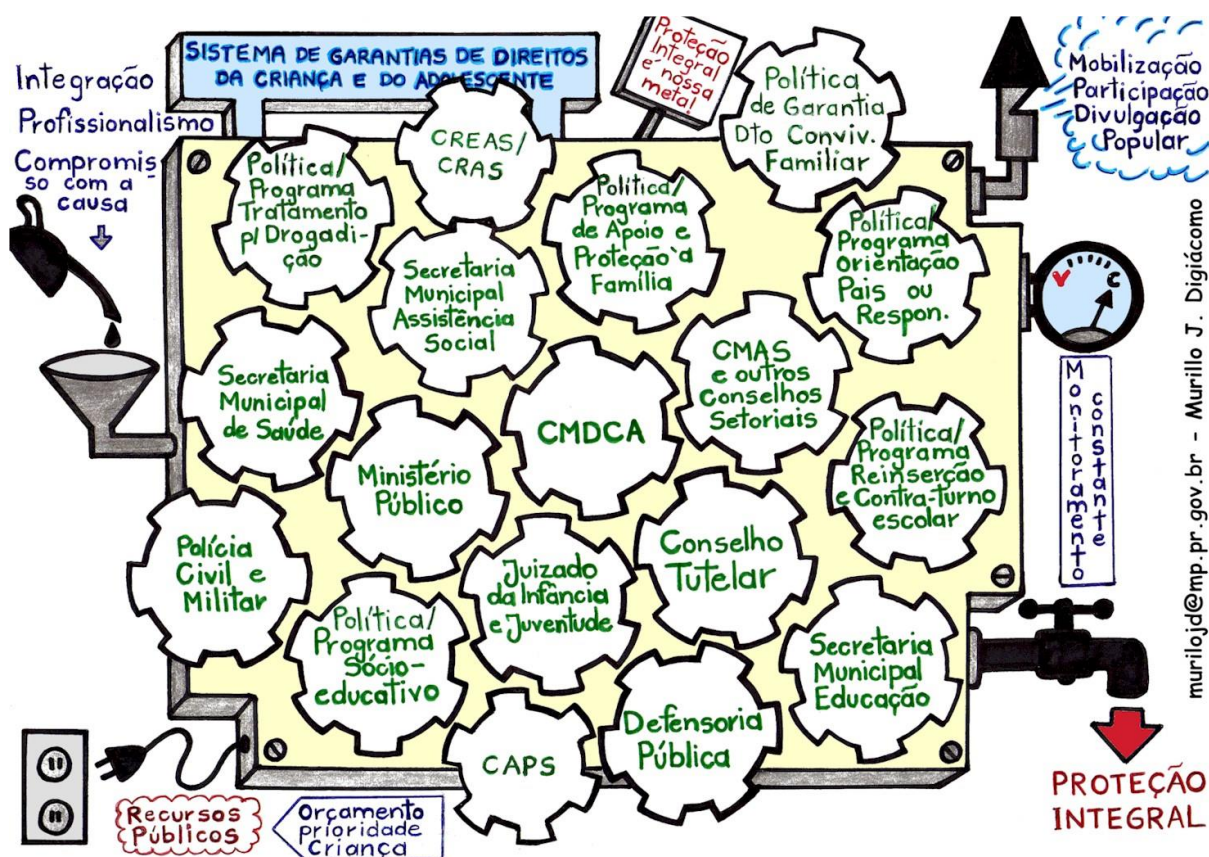 SISTEMA DE GARANTIAS DE DIREITOS
DA CRIANÇA E DO ADOLESCENTE
Proteção
Integral
é nossa
meta!
Integração
Profissionalismo
Compromis
so com a
causa
Mobilização
Participação
Divulgação
Popular
Política
de Garantia
Dto Conviv.
Familiar
CREAS/
CRAS
Política/
Programa
Tratamento
p/ Drogadi-
ção
Política/
Programa
de Apoio e
Proteção à
Família
Política/
Programa
Orientação
Pais ou
Respon.
Secretaria
Municipal
Assistência
Social
Secretaria
Municipal
de Saúde
CMDCA
CMAS
e outros
Conselhos
Setoriais
Ministério
Público
Política/
Programa
Reinserção
e Contra-turno
escolar
Polícia
Civil e
Militar
Juizado
da Infância
e Juventude
Conselho
Tutelar
Política/
Programa
Sócio-
educativo
Secretaria
Municipal
Educação
CAPS
Defensoria
Pública
Monitoramento
constante
murilojd@mp.pr.gov.br - Murillo J. Digiácomo
Recursos
Públicos
Orçamento
prioridade
Criança
PROTEÇÃO
INTEGRAL